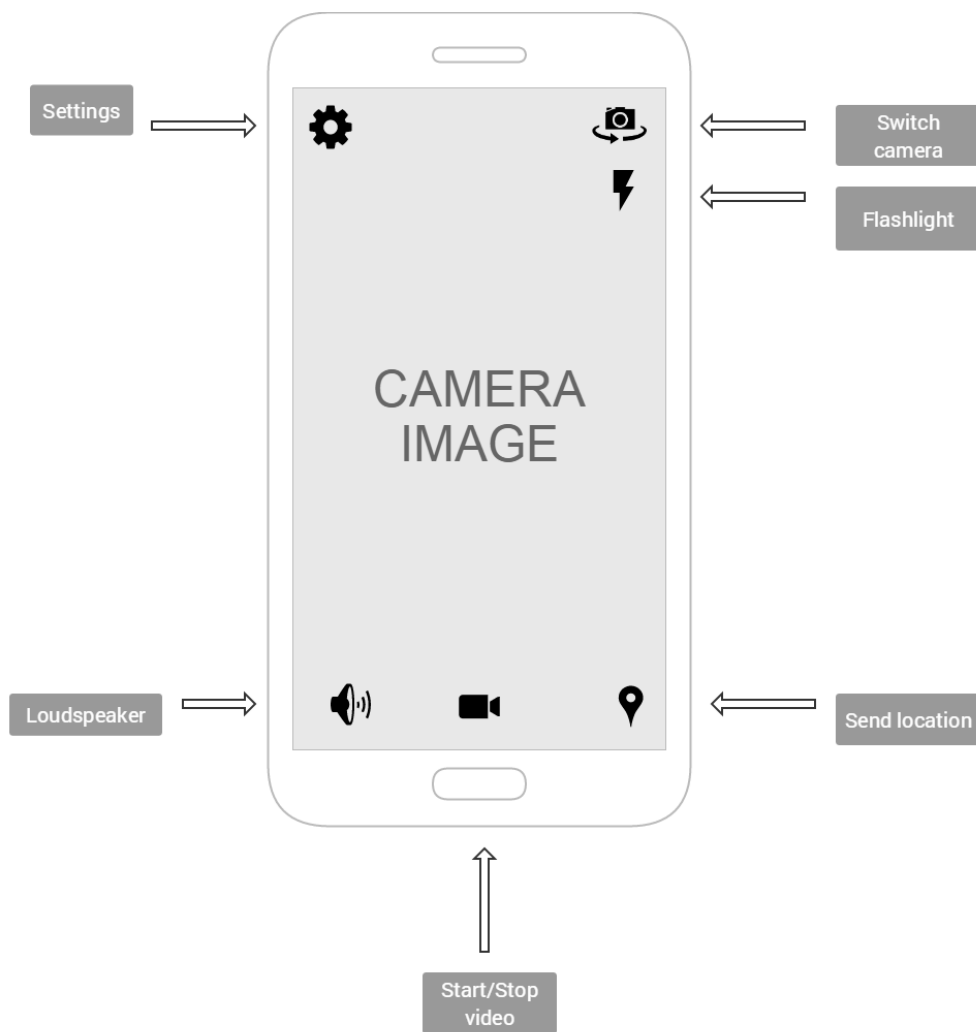 Settings
Switch
camera
Flashlight
CAMERA
IMAGE
Loudspeaker
Send location
Start/Stop
video